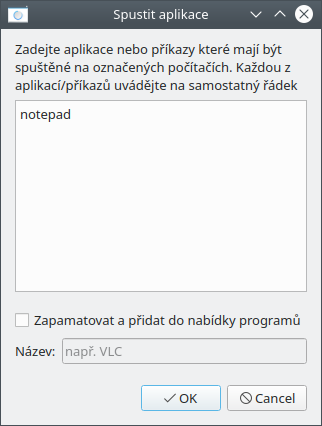 Spustit aplikace
Zadejte aplikace nebo příkazy které mají být
spuštěné na označených počítačích. Každou z
aplikací/příkazů uvádějte na samostatný řádek
notepad
Zapamatovat a přidat do nabídky programů
Název: např. VLC
OK Cancel